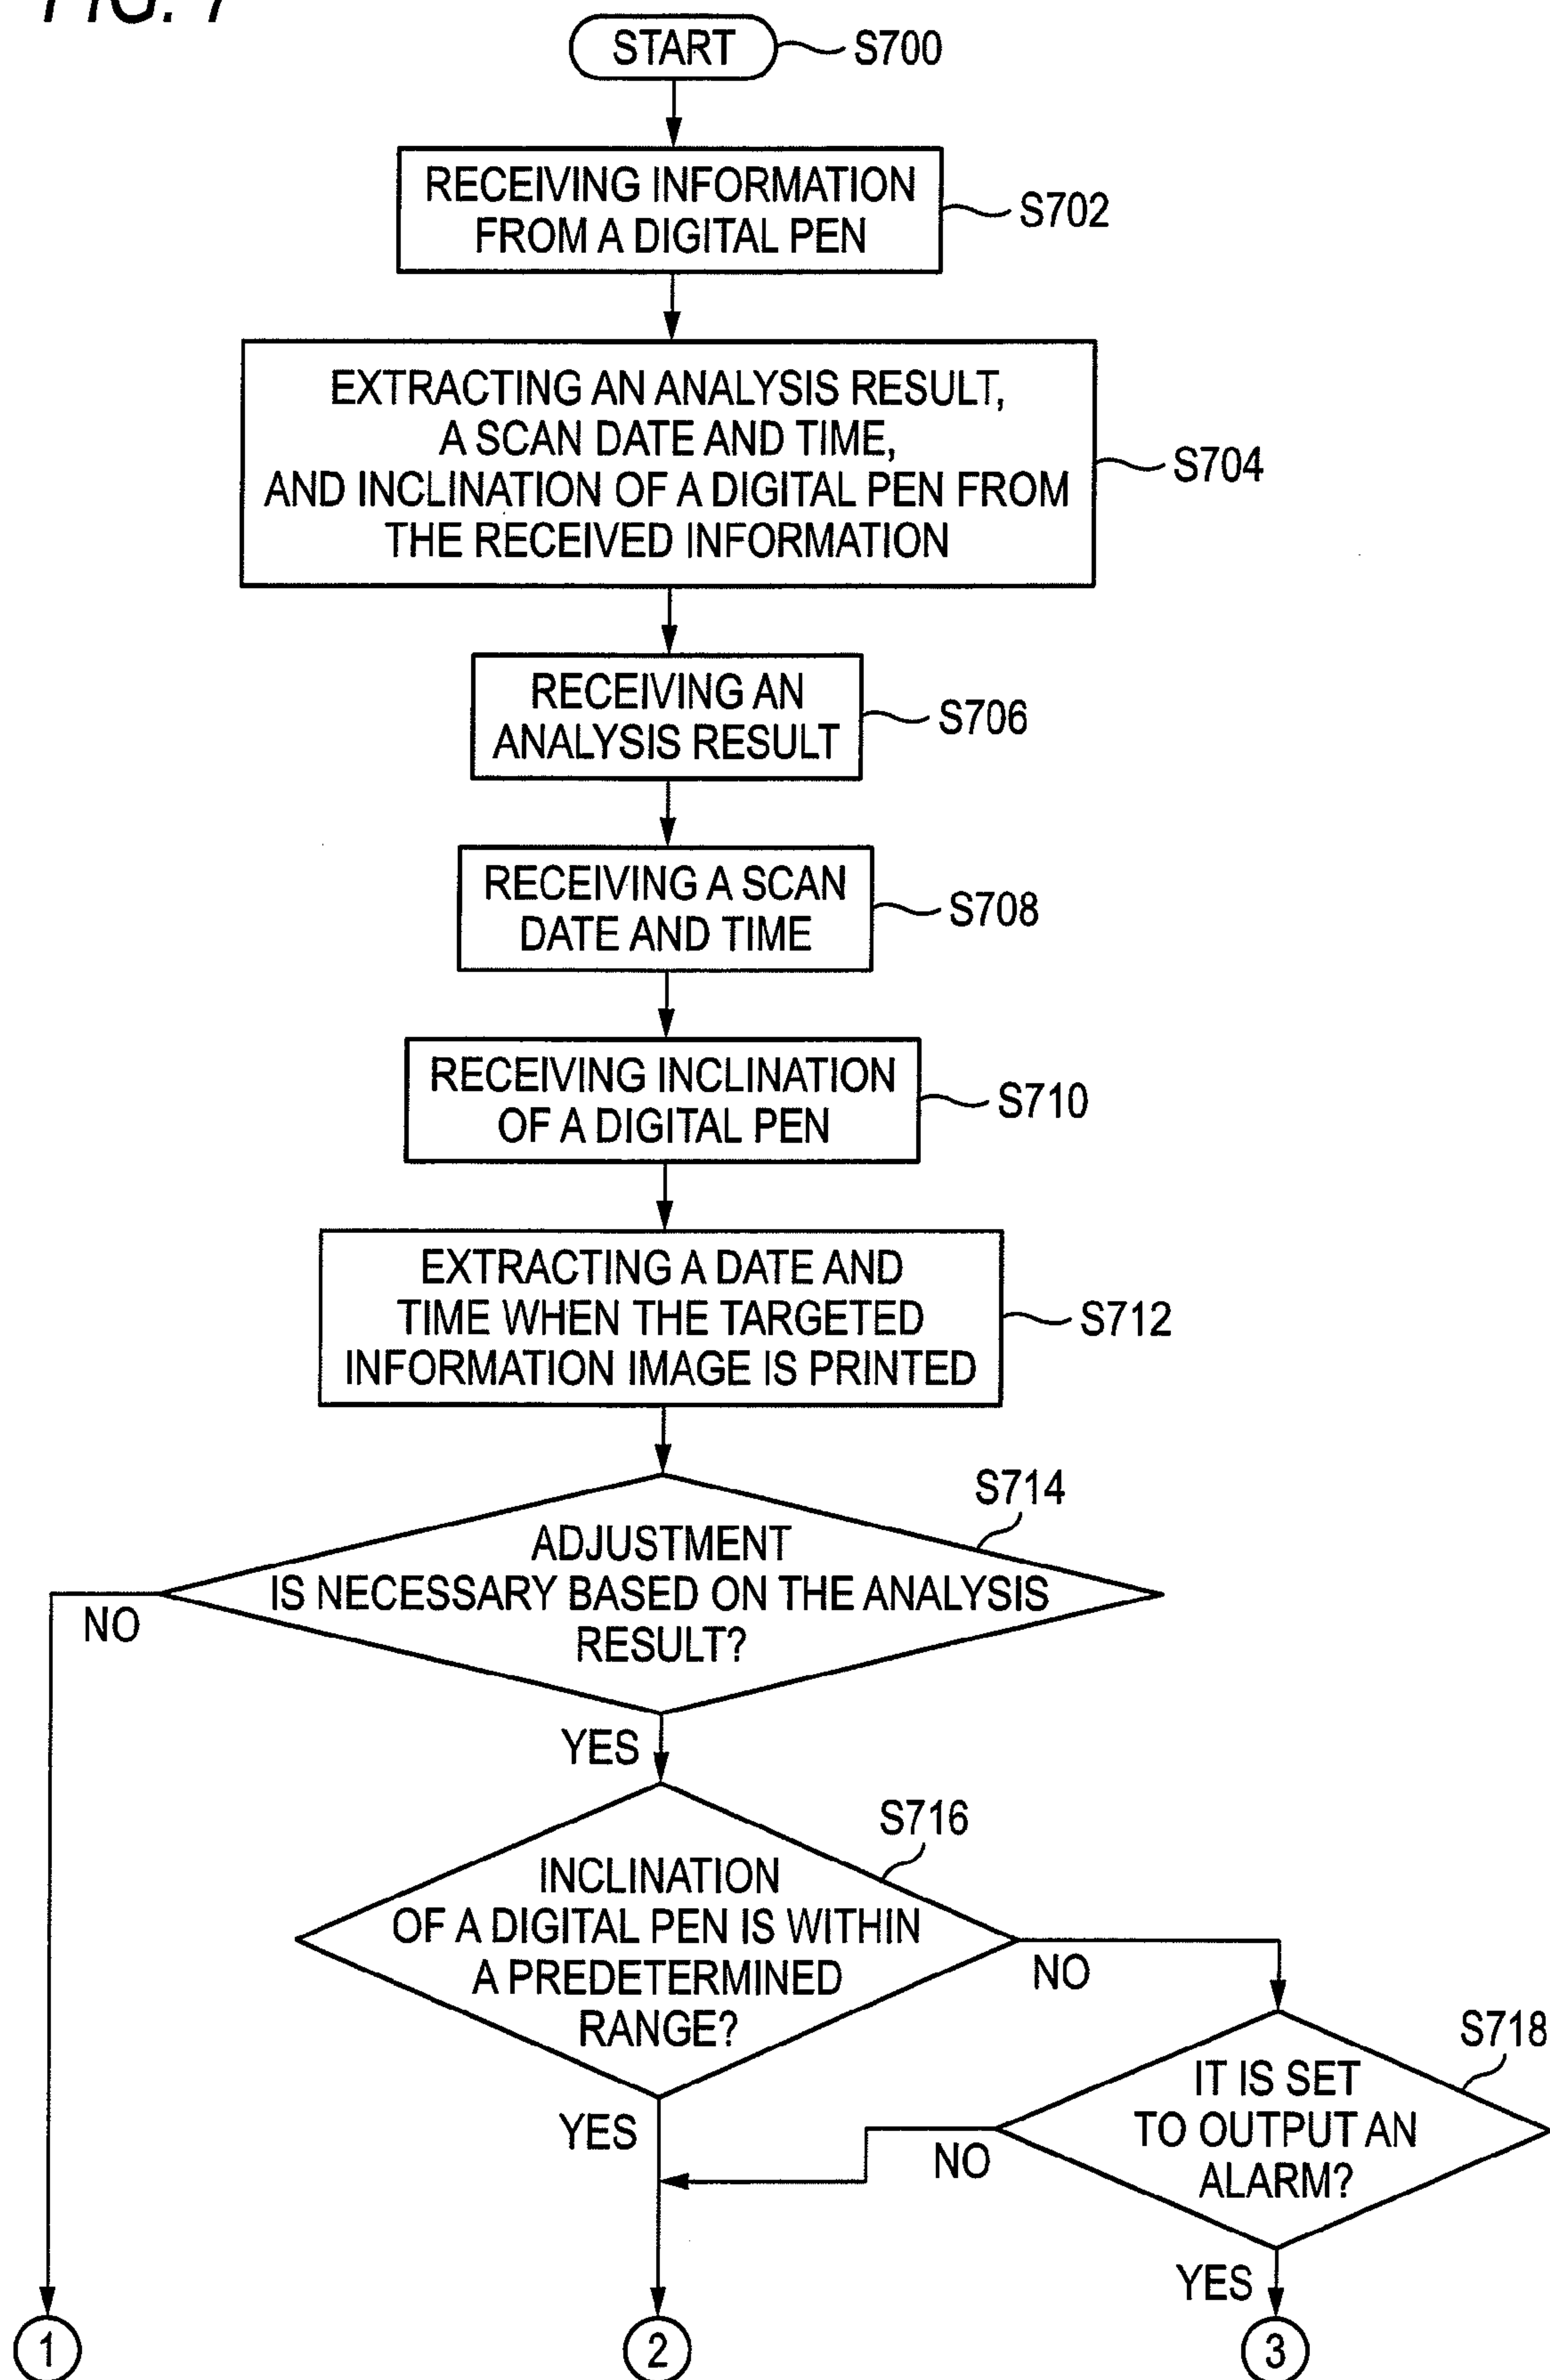 FIG. 7
START
S700
RECEIVING INFORMATION
FROM A DIGITAL PEN
S702
EXTRACTING AN ANALYSIS RESULT,
A SCAN DATE AND TIME,
AND INCLINATION OF A DIGITAL PEN FROM
THE RECEIVED INFORMATION
S704
RECEIVING AN
ANALYSIS RESULT
S706
RECEIVING A SCAN
DATE AND TIME
S708
RECEIVING INCLINATION
OF A DIGITAL PEN
S710
EXTRACTING A DATE AND
TIME WHEN THE TARGETED
INFORMATION IMAGE IS PRINTED
S712
S714
ADJUSTMENT
IS NECESSARY BASED ON THE ANALYSIS
RESULT?
NO
YES
S716
INCLINATION
OF A DIGITAL PEN IS WITHIN
A PREDETERMINED
RANGE?
NO
YES
S718
IT IS SET
TO OUTPUT AN
ALARM?
NO
YES
1
2
3